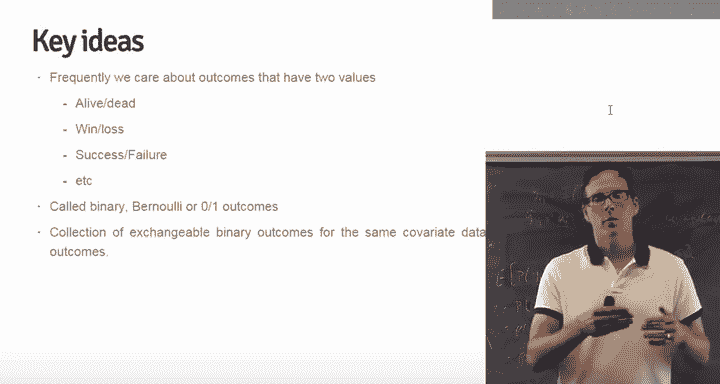 Key ideas
· Frequently we care about outcomes that have two values
- Alive/dead
- Win/loss
- Success/Failure
- etc
· Called binary, Bernoulli or 0/1 outcomes
· Collection of exchangeable binary outcomes for the same covariate data
outcomes.